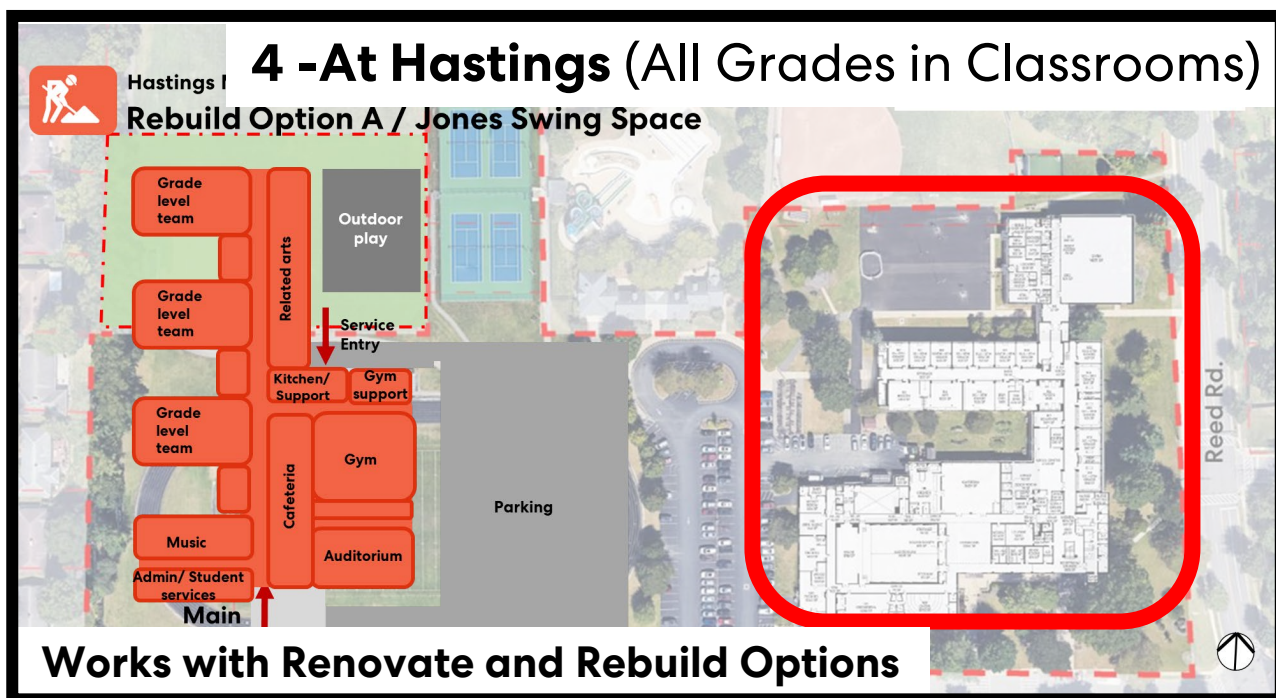 4 -At Hastings (All Grades in Classrooms)
Hastings
Rebuild Option A / Jones Swing Space
Grade
level
team
Related arts
Outdoor
play
Grade
level
team
Service
Entry
Kitchen/
Support
Gym
support
Grade
level
team
Cafeteria
Gym
Parking
Reed Rd.
Music
Auditorium
Admin/ Student
services
Main
Works with Renovate and Rebuild Options